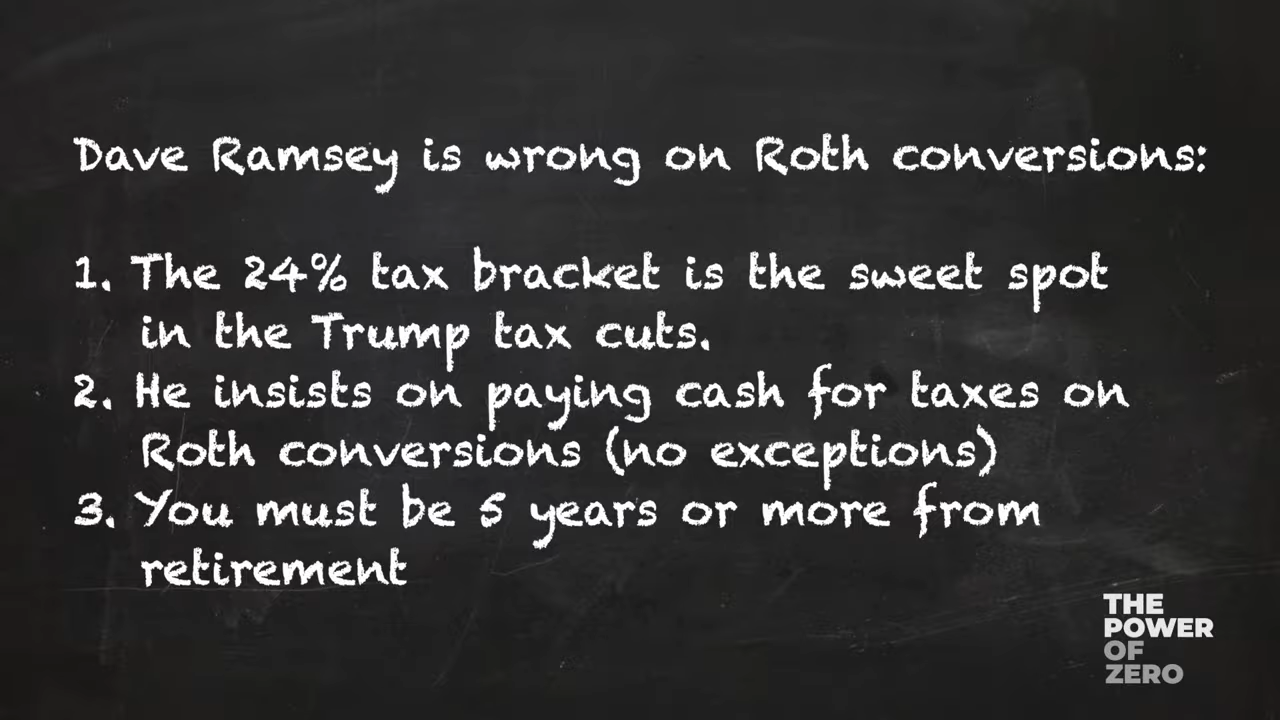 Dave Ramsey is wrong on Roth conversions:
1. The 24% tax bracket is the sweet spot
in the Trump tax cuts.
2. He insists on paying cash for taxes on
Roth conversions (no exceptions)
3. You must be 5 years or more from
retirement
THE
POWER
OF
ZERO